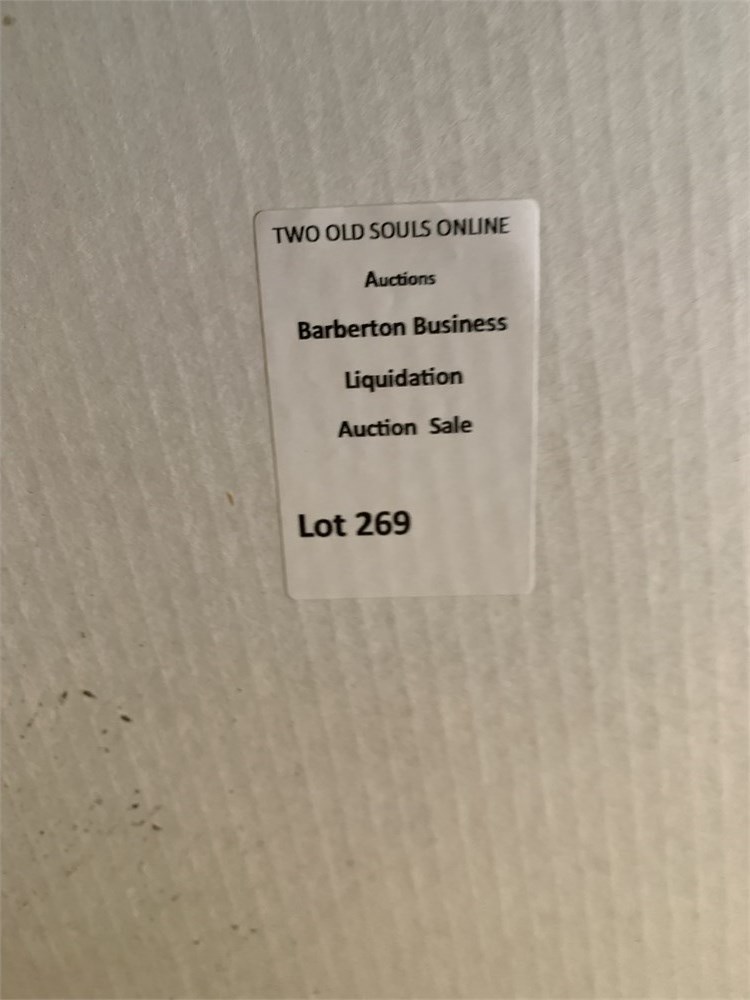 TWO OLD SOULS ONLINE
Auctions
Barberton Business
Liquidation
Auction Sale
Lot 269